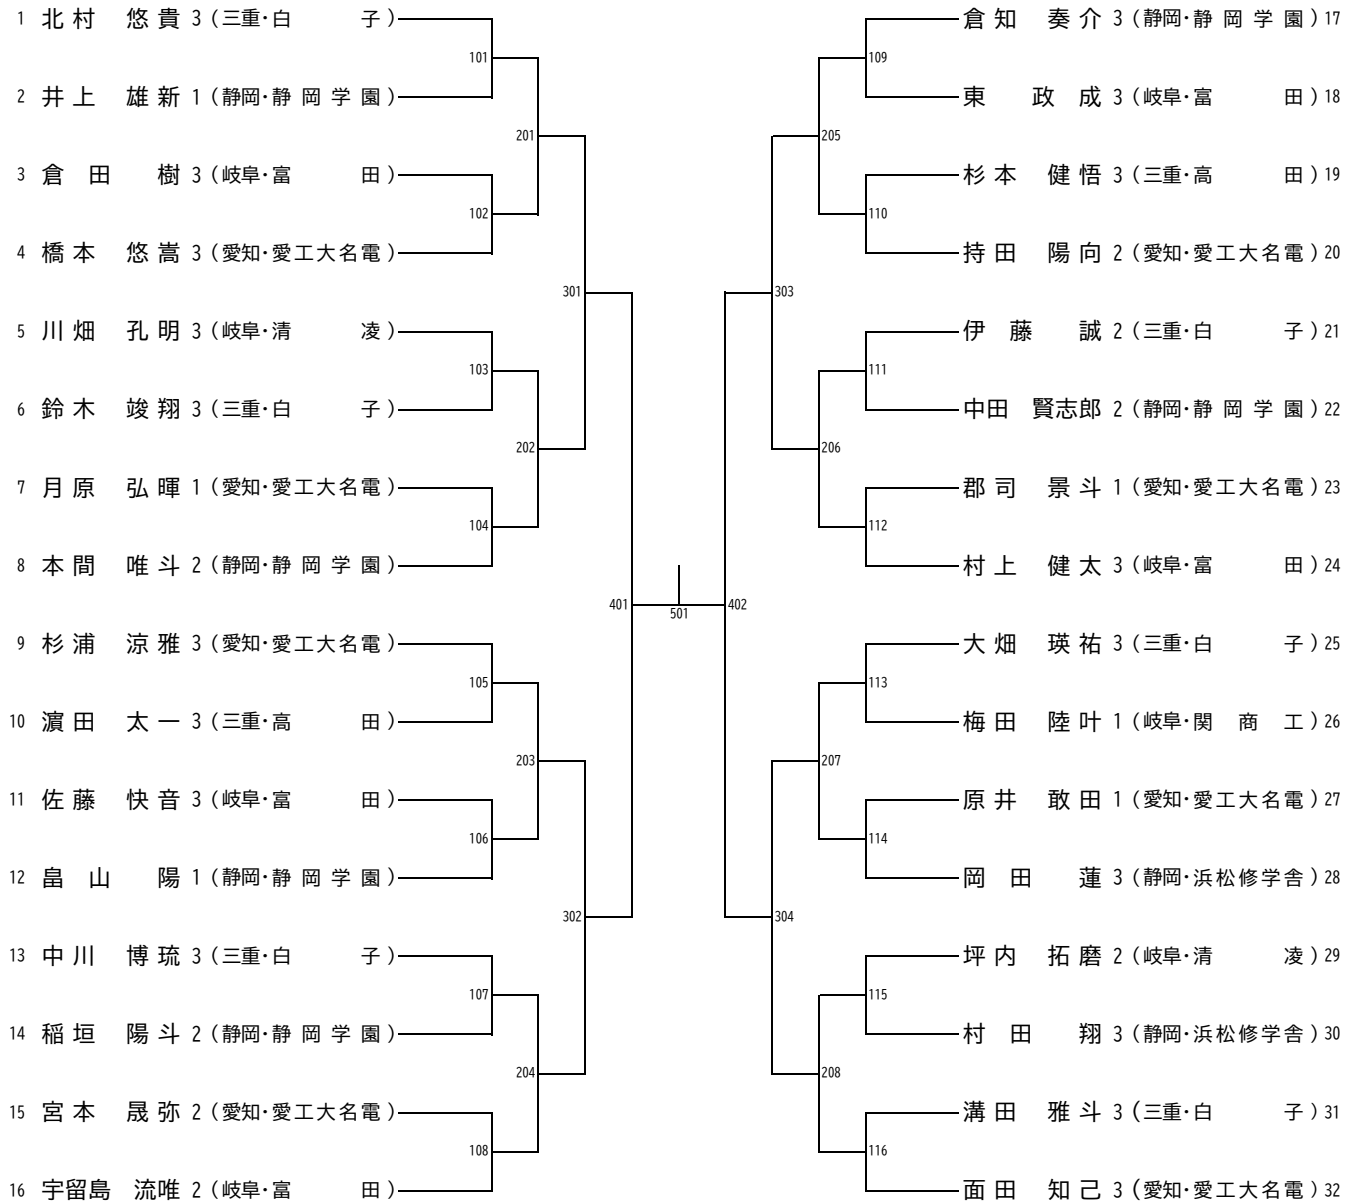 1 北村 悠貴 3 (三重・白子)
101
2 井上 雄新 1 (静岡・静岡学園)
201
3 倉田 樹 3 (岐阜・富田)
102
4 橋本 悠嵩 3 (愛知・愛工大名電)
301
5 川畑 孔明 3 (岐阜・清凌)
103
6 鈴木 竣翔 3 (三重・白子)
202
7 月原 弘暉 1 (愛知・愛工大名電)
104
8 本間 唯斗 2 (静岡・静岡学園)
401
9 杉浦 涼雅 3 (愛知・愛工大名電)
105
10 濵田 太一 3 (三重・高田)
203
11 佐藤 快音 3 (岐阜・富田)
106
12 畠山 陽 1 (静岡・静岡学園)
302
13 中川 博琉 3 (三重・白子)
107
14 稲垣 陽斗 2 (静岡・静岡学園)
204
15 宮本 晟弥 2 (愛知・愛工大名電)
108
16 宇留島 流唯 2 (岐阜・富田)
501
倉知 奏介 3 (静岡・静岡学園) 17
109
東 政成 3 (岐阜・富田) 18
205
杉本 健悟 3 (三重・高田) 19
110
持田 陽向 2 (愛知・愛工大名電) 20
303
伊藤 誠 2 (三重・白子) 21
111
中田 賢志郎 2 (静岡・静岡学園) 22
206
郡司 景斗 1 (愛知・愛工大名電) 23
112
村上 健太 3 (岐阜・富田) 24
402
大畑 瑛祐 3 (三重・白子) 25
113
梅田 陸叶 1 (岐阜・関商工) 26
207
原井 敢田 1 (愛知・愛工大名電) 27
114
岡田 蓮 3 (静岡・浜松修学舎) 28
304
坪内 拓磨 2 (岐阜・清凌) 29
115
村田 翔 3 (静岡・浜松修学舎) 30
208
溝田 雅斗 3 (三重・白子) 31
116
面田 知己 3 (愛知・愛工大名電) 32